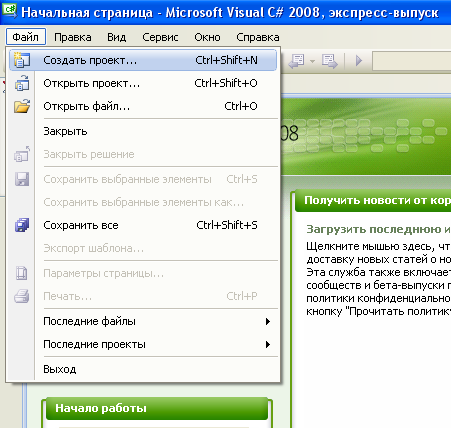 Начальная страница - Microsoft Visual C# 2008, экспресс-выпуск
Файл Правка Вид Сервис Окно Справка
Создать проект... Ctrl+Shift+N
Открыть проект... Ctrl+Shift+O
Открыть файл... Ctrl+O
Закрыть
Закрыть решение
Сохранить выбранные элементы Ctrl+S
Сохранить выбранные элементы как...
Сохранить все Ctrl+Shift+S
Экспорт шаблона...
Параметры страницы...
Печать... Ctrl+P
Последние файлы
Последние проекты
Выход
08
Получить новости от кор
Загрузить последнюю и
Щелкните мышью здесь, чт
доставку новых статей о но
Эта служба также включает
сообществ и бета-выпуски п
политики конфиденциально
кнопку "Прочитать политик
Начало работы